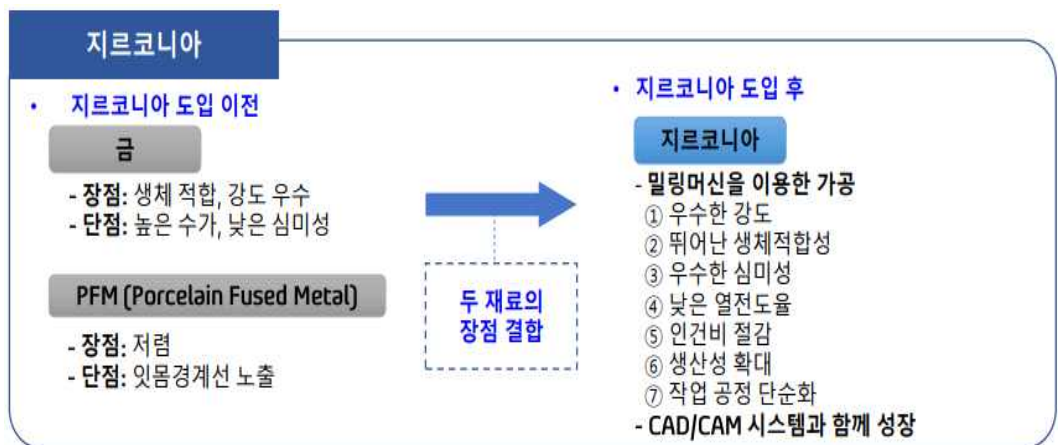 지르코니아
• 지르코니아 도입 이전
금
- 장점: 생체 적합, 강도 우수
- 단점: 높은 수가, 낮은 심미성
PFM (Porcelain Fused Metal)
- 장점: 저렴
- 단점: 잇몸경계선 노출
두 재료의
장점 결합
• 지르코니아 도입 후
지르코니아
- 밀링머신을 이용한 가공
① 우수한 강도
② 뛰어난 생체적합성
③ 우수한 심미성
④ 낮은 열전도율
⑤ 인건비 절감
⑥ 생산성 확대
⑦ 작업 공정 단순화
- CAD/CAM 시스템과 함께 성장